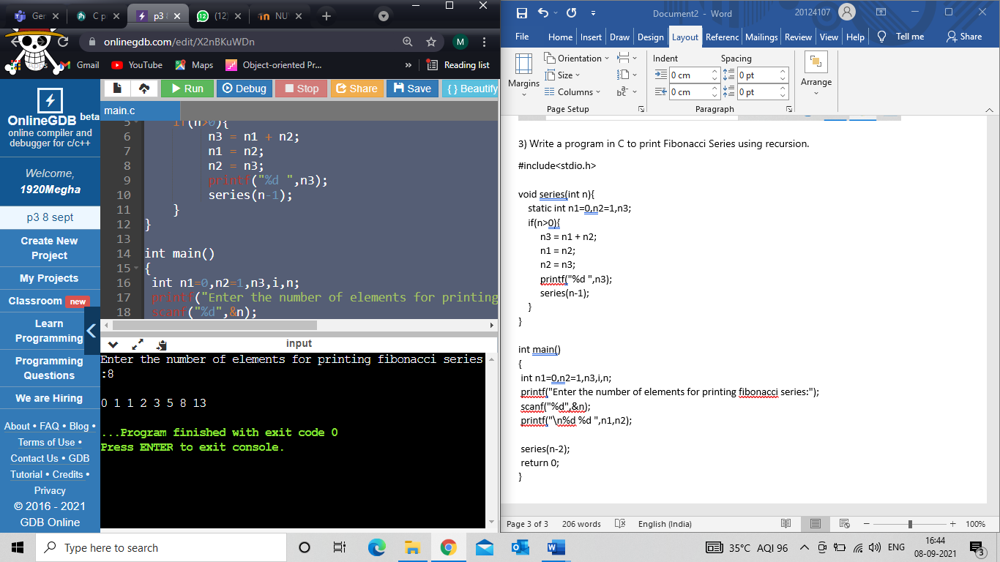 Ger
C p
p3 8
(12)
NU
onlinegdb.com/edit/X2nBKuWDn
M
Apps
Gmail
YouTube
Maps
Object-oriented Pr...
»
Reading list
OnlineGDB beta
online compiler and
debugger for c/c++
Welcome,
1920Megha
p3 8 sept
Create New
Project
My Projects
Classroom new
Learn
Programming
Programming
Questions
We are Hiring
About • FAQ • Blog •
Terms of Use •
Contact Us • GDB
Tutorial • Credits •
Privacy
© 2016 - 2021
GDB Online
Run
Debug
Stop
Share
Save
{ } Beautify
main.c
5 if(n>0){
6 n3 = n1 + n2;
7 n1 = n2;
8 n2 = n3;
9 printf("%d ",n3);
10 series(n-1);
11 }
12 }
13
14 int main()
15 {
16 int n1=0,n2=1,n3,i,n;
17 printf("Enter the number of elements for printing
18 scanf("%d",&n);
input
Enter the number of elements for printing fibonacci series
:8
0 1 1 2 3 5 8 13
...Program finished with exit code 0
Press ENTER to exit console.
Document2 - Word
20124107
File
Home
Insert
Draw
Design
Layout
Referenc
Mailings
Review
View
Help
Tell me
Share
Margins
Orientation
Size
Columns
Page Setup
Indent
Spacing
0 cm
0 pt
0 cm
0 pt
Paragraph
Arrange
3) Write a program in C to print Fibonacci Series using recursion.
#include<stdio.h>
void series(int n){
static int n1=0,n2=1,n3;
if(n>0){
n3 = n1 + n2;
n1 = n2;
n2 = n3;
printf("%d ",n3);
series(n-1);
}
}
int main()
{
int n1=0,n2=1,n3,i,n;
printf("Enter the number of elements for printing fibonacci series:");
scanf("%d",&n);
printf("\n%d %d ",n1,n2);
series(n-2);
return 0;
}
Page 3 of 3
206 words
English (India)
100%
Type here to search
35°C AQI 96
ENG
16:44
08-09-2021
3